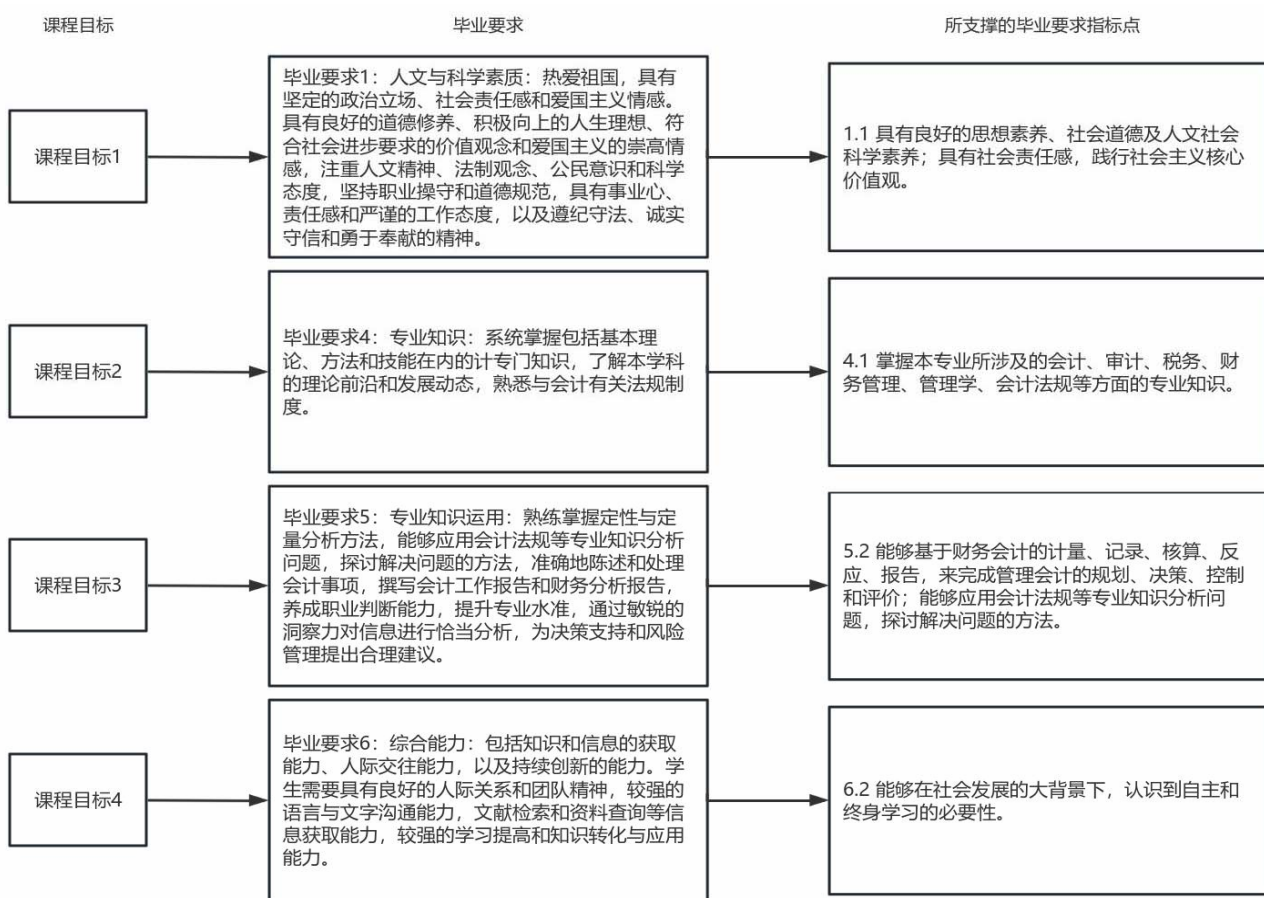 课程目标
毕业要求
所支撑的毕业要求指标点
课程目标1
毕业要求1：人文与科学素质：热爱祖国，具有
坚定的政治立场、社会责任感和爱国主义情感。
具有良好的道德修养、积极向上的人生理想、符
合社会进步要求的价值观念和爱国主义的崇高情
感，注重人文精神、法制观念、公民意识和科学
态度，坚持职业操守和道德规范，具有事业心、
责任感和严谨的工作态度，以及遵纪守法、诚实
守信和勇于奉献的精神。
1.1 具有良好的思想素养、社会道德及人文社会
科学素养；具有社会责任感，践行社会主义核心
价值观。
课程目标2
毕业要求4：专业知识：系统掌握包括基本理
论、方法和技能在内的计专门知识，了解本学科
的理论前沿和发展动态，熟悉与会计有关法规制
度。
4.1 掌握本专业所涉及的会计、审计、税务、财
务管理、管理学、会计法规等方面的专业知识。
课程目标3
毕业要求5：专业知识运用：熟练掌握定性与定
量分析方法，能够应用会计法规等专业知识分析
问题，探讨解决问题的方法，准确地陈述和处理
会计事项，撰写会计工作报告和财务分析报告，
养成职业判断能力，提升专业水准，通过敏锐的
洞察力对信息进行恰当分析，为决策支持和风险
管理提出合理建议。
5.2 能够基于财务会计的计量、记录、核算、反
应、报告，来完成管理会计的规划、决策、控制
和评价；能够应用会计法规等专业知识分析问
题，探讨解决问题的方法。
课程目标4
毕业要求6：综合能力：包括知识和信息的获取
能力、人际交往能力，以及持续创新的能力。学
生需要具有良好的人际关系和团队精神，较强的
语言与文字沟通能力，文献检索和资料查询等信
息获取能力，较强的学习提高和知识转化与应用
能力。
6.2 能够在社会发展的大背景下，认识到自主和
终身学习的必要性。